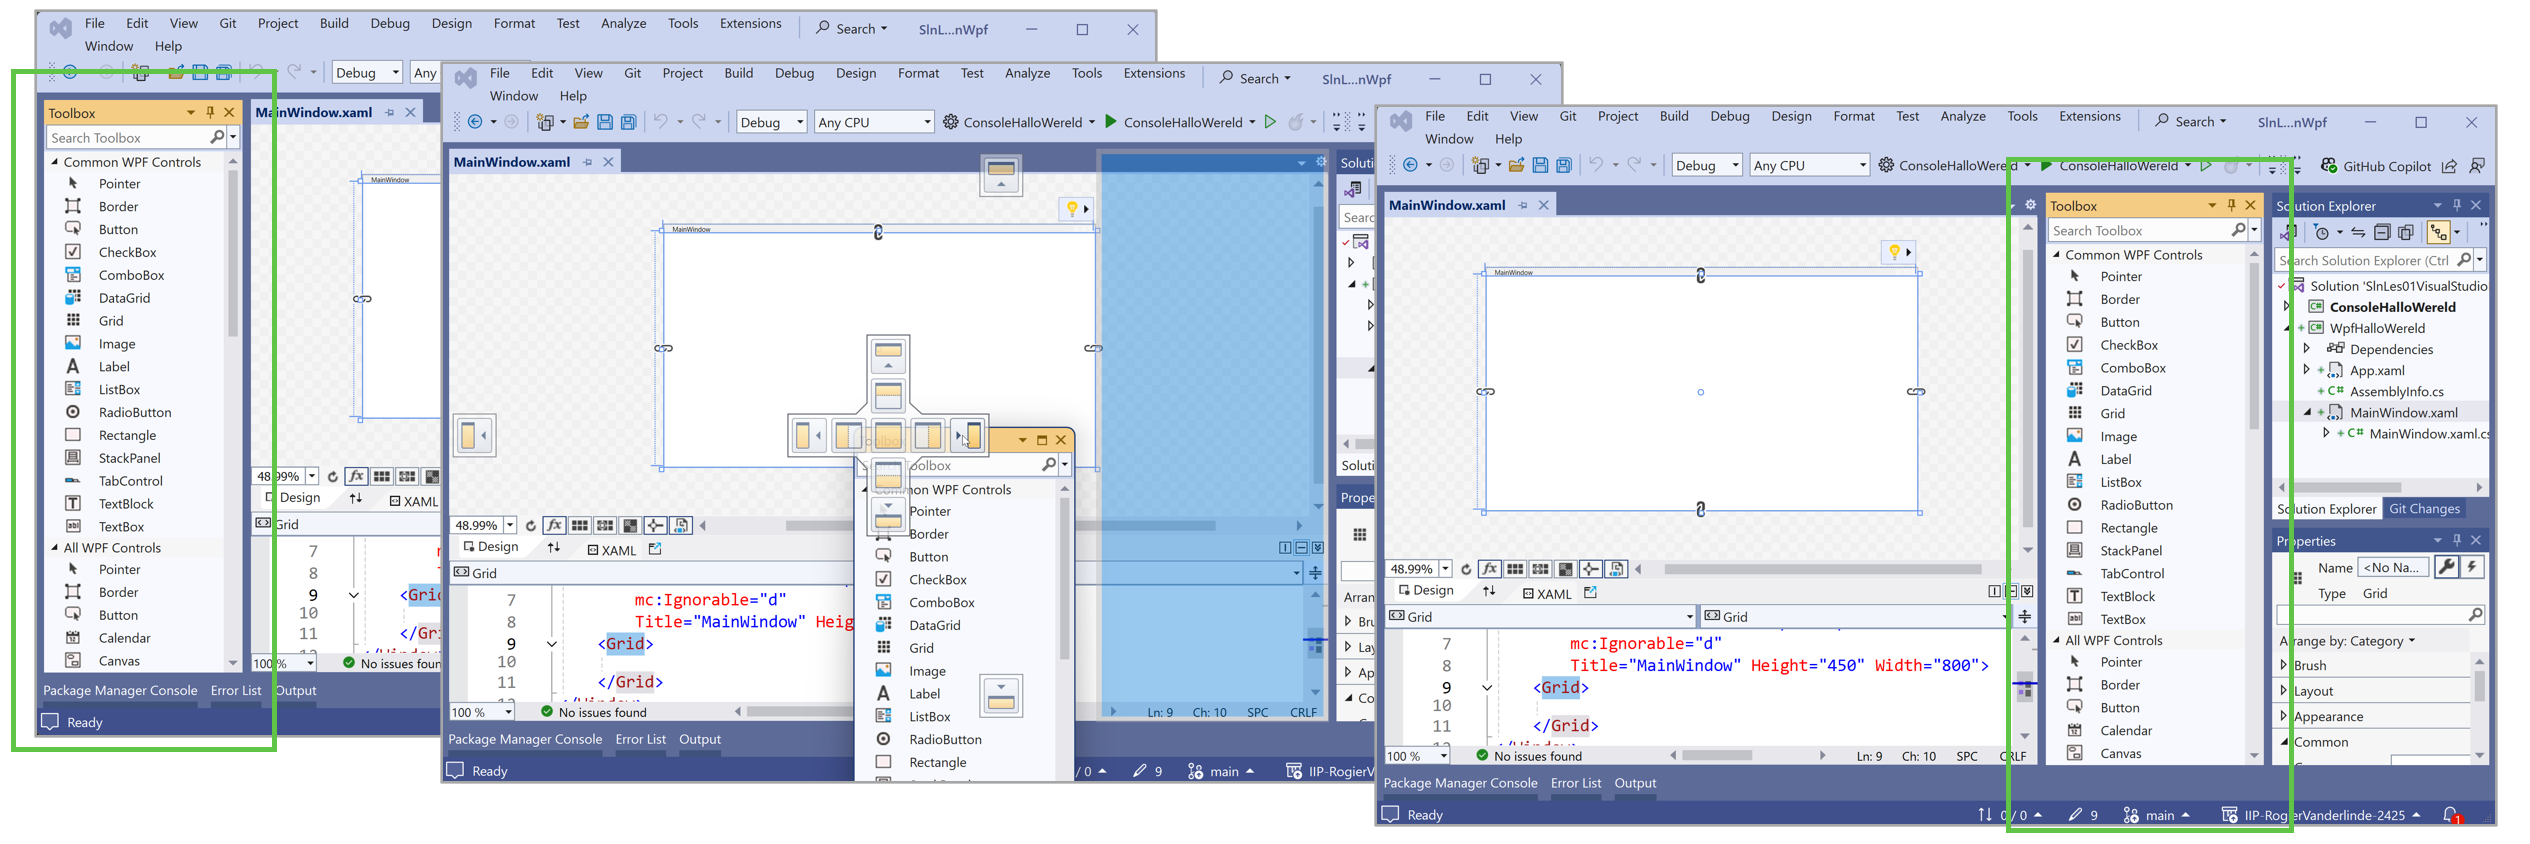 File Edit View Git Project Build Debug Design Format Test Analyze Tools Extensions Search SlnL...nWpf
Window Help
Debug Any
Toolbox
MainWindow.xaml
Search Toolbox
Common WPF Controls
MainWindow
Pointer
Border
Button
CheckBox
ComboBox
DataGrid
Grid
Image
Label
ListBox
RadioButton
Rectangle
StackPanel
TabControl
TextBlock
TextBox
All WPF Controls
Pointer
Border
Button
Calendar
Canvas
48.99%
Design XAML
Grid
7
8
9 <Grid
10
11 </Gri
100 % No issues foun
Package Manager Console Error List Output
Ready
File Edit View Git Project Build Debug Design Format Test Analyze Tools Extensions Search SlnL...nWpf
Window Help
Debug Any CPU ConsoleHalloWereld ConsoleHalloWereld
MainWindow.xaml
Solutio
Searc
MainWindow
Toolbox
Toolbox
Common WPF Controls
Pointer
Border
Button
CheckBox
ComboBox
DataGrid
Grid
Image
Label
ListBox
RadioButton
Rectangle
Soluti
Prope
Arran
Bru
Lay
Ap
Co
48.99%
Design XAML
Grid
7 mc:Ignorable="d"
8 Title="MainWindow" Heig
9 <Grid>
10
11 </Grid>
100 % No issues found Ln: 9 Ch: 10 SPC CRLF
Package Manager Console Error List Output
Ready / 0 9 main IIP-RogierV
File Edit View Git Project Build Debug Design Format Test Analyze Tools Extensions Search SlnL...nWpf
Window Help
Debug Any CPU ConsoleHalloWereld ConsoleHalloWereld GitHub Copilot
MainWindow.xaml
MainWindow
48.99%
Design XAML
Grid Grid
7 mc:Ignorable="d"
8 Title="MainWindow" Height="450" Width="800">
9 <Grid>
10
11 </Grid>
100 % No issues found Ln: 9 Ch: 10 SPC CRLF
Toolbox
Search Toolbox
Common WPF Controls
Pointer
Border
Button
CheckBox
ComboBox
DataGrid
Grid
Image
Label
ListBox
RadioButton
Rectangle
StackPanel
TabControl
TextBlock
TextBox
All WPF Controls
Pointer
Border
Button
Calendar
Canvas
Solution Explorer
Search Solution Explorer (Ctrl
Solution 'SlnLes01VisualStudio
C# ConsoleHalloWereld
C# WpfHalloWereld
Dependencies
App.xaml
C# AssemblyInfo.cs
MainWindow.xaml
C# MainWindow.xaml.cs
Solution Explorer Git Changes
Properties
Name <No Na...
Type Grid
Arrange by: Category
Brush
Layout
Appearance
Common
Package Manager Console Error List Output
Ready 0 / 0 9 main IIP-RogierVanderlinde-2425 1